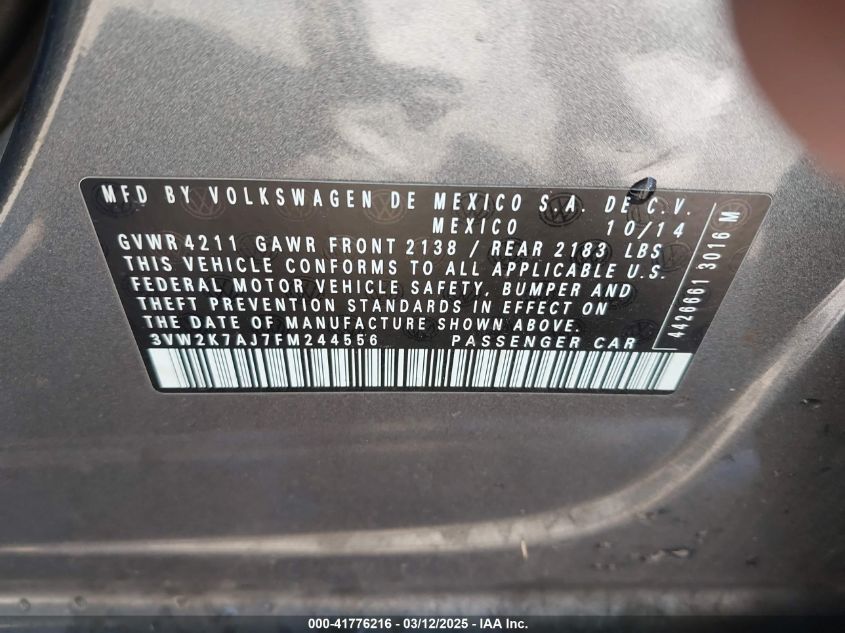 MFD BY VOLKSWAGEN DE MEXICO S.A. DE C.V.
MEXICO 10/14
GVWR 4211 GAWR FRONT 2138 / REAR 2183 LBS
THIS VEHICLE CONFORMS TO ALL APPLICABLE U.S.
FEDERAL MOTOR VEHICLE SAFETY, BUMPER AND
THEFT PREVENTION STANDARDS IN EFFECT ON
THE DATE OF MANUFACTURE SHOWN ABOVE.
3VW2K7AJ7FM244556 PASSENGER CAR
4426661 3016 M
000-41776216 - 03/12/2025 - IAA Inc.